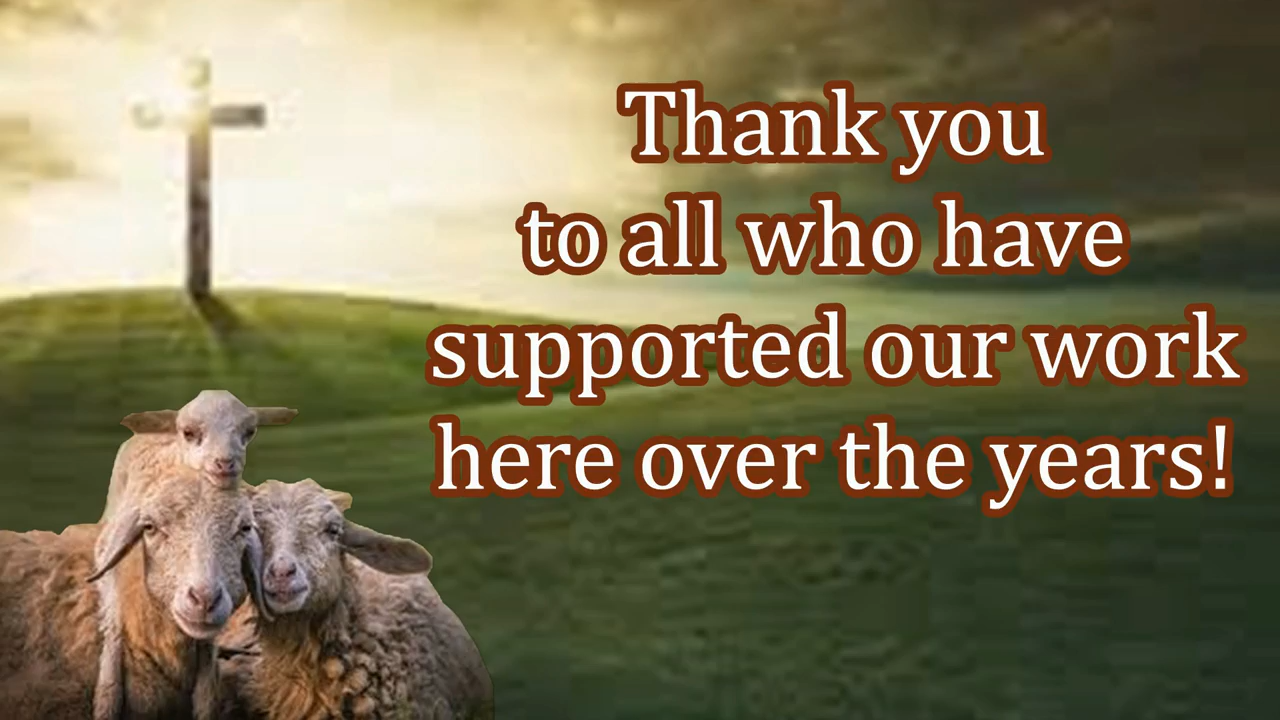 Thank you
to all who have
supported our work
here over the years!